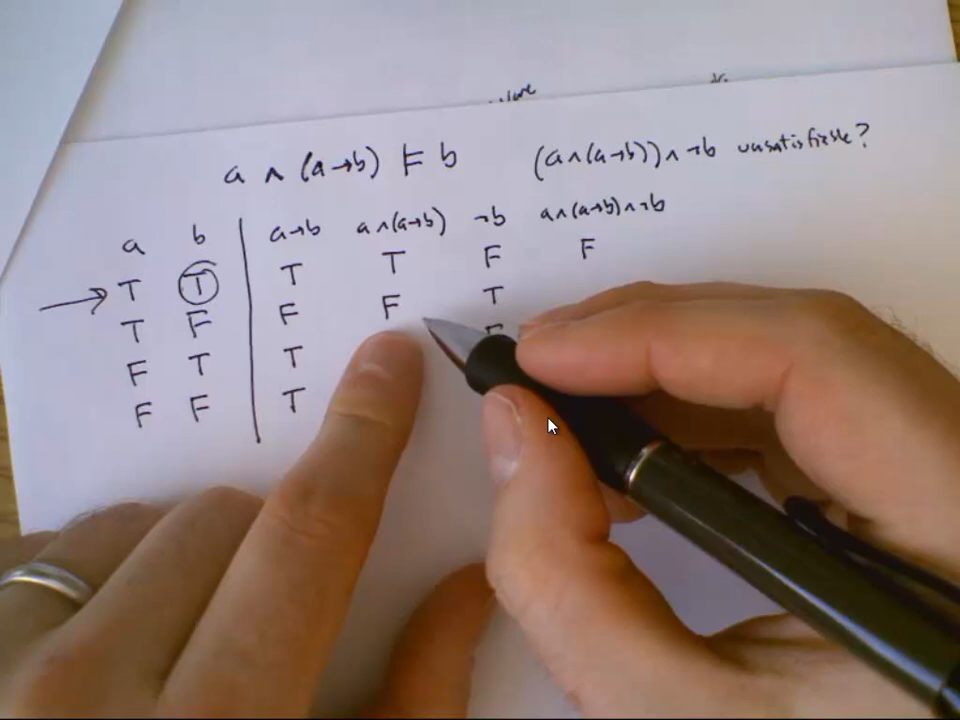 a ∧ (a→b) ⊨ b (a∧(a→b))∧¬b unsatisfiable?
a b a→b a∧(a→b) ¬b a∧(a→b)∧¬b
T T T T F F
T F F F T
F T T F
F F T